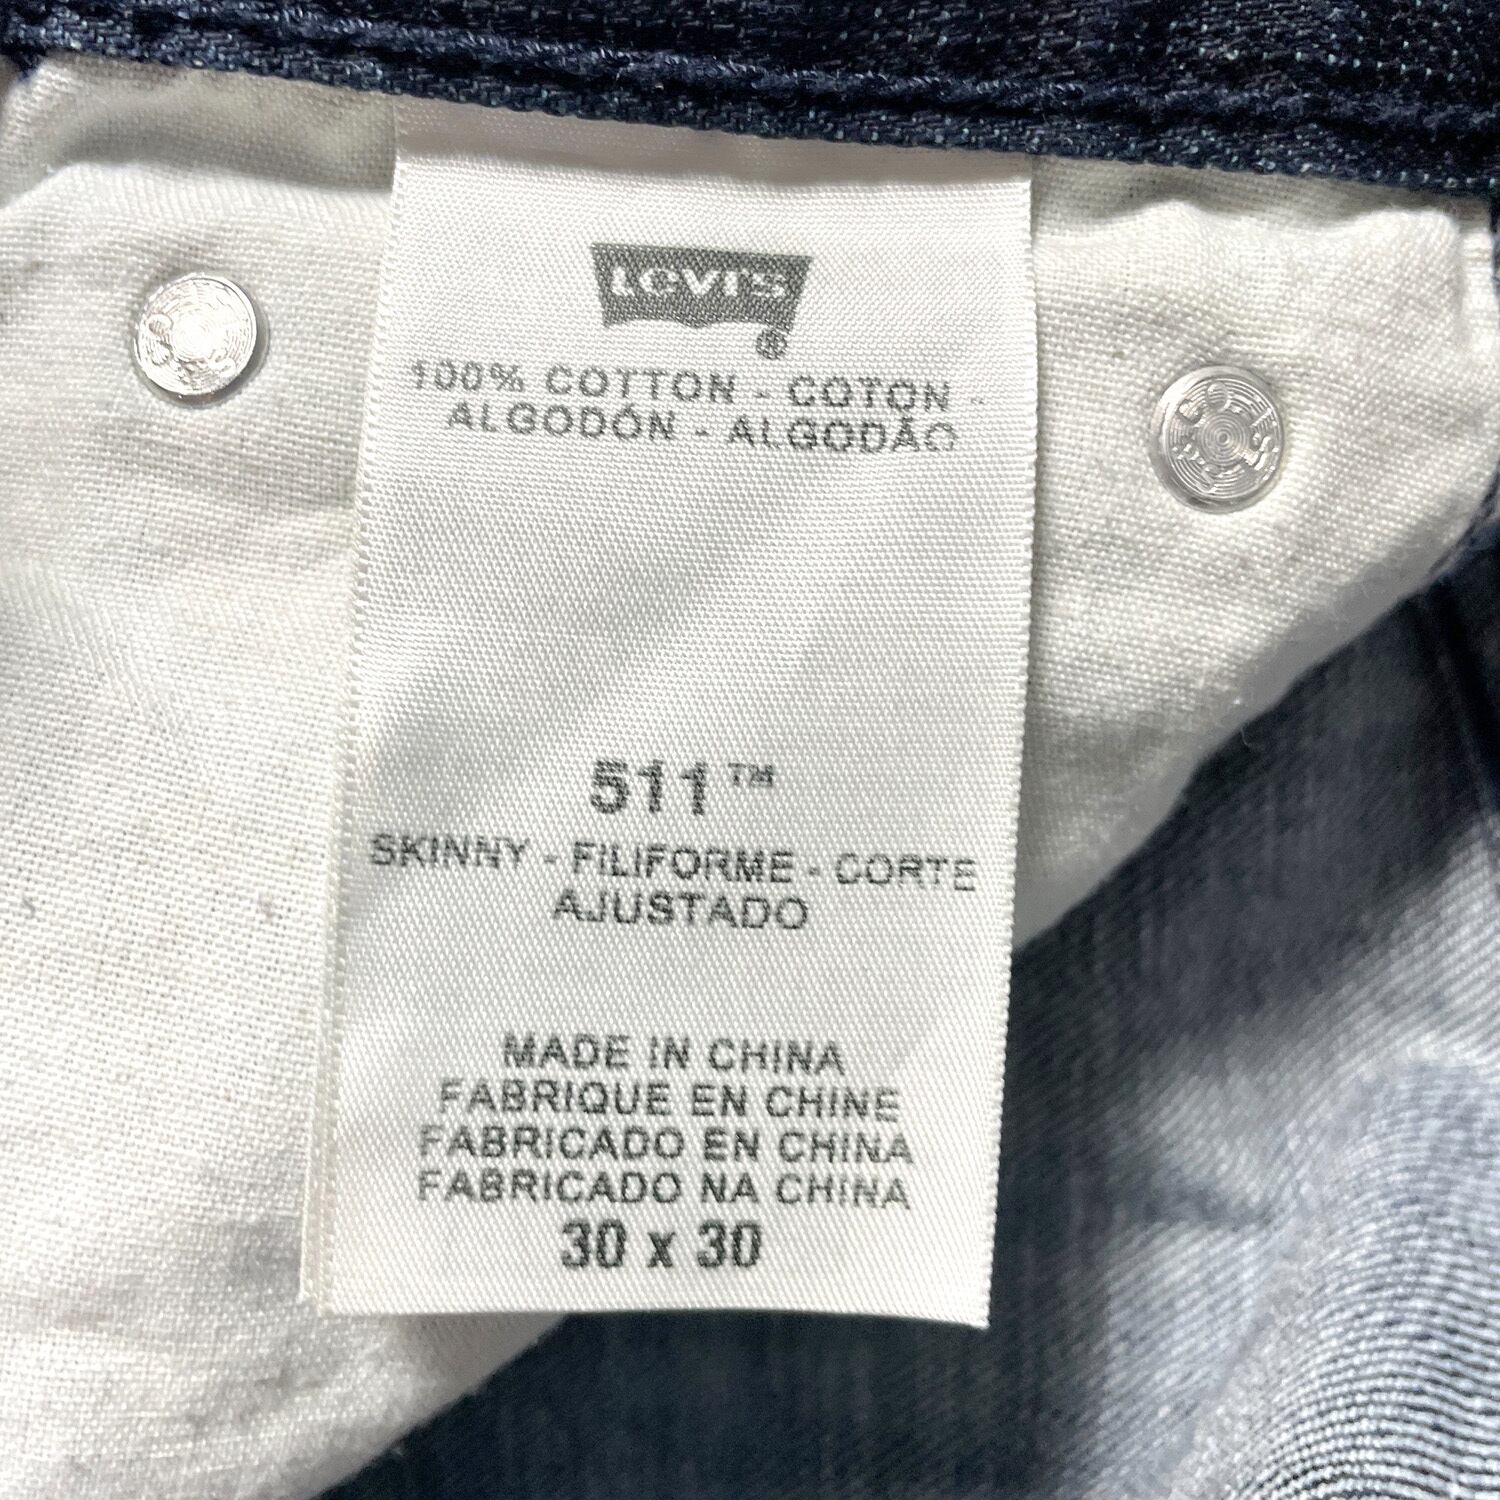 Levi's
®
100% COTTON - COTON -
ALGODÓN - ALGODÃO
511™
SKINNY - FILIFORME - CORTE
AJUSTADO
MADE IN CHINA
FABRIQUE EN CHINE
FABRICADO EN CHINA
FABRICADO NA CHINA
30 x 30